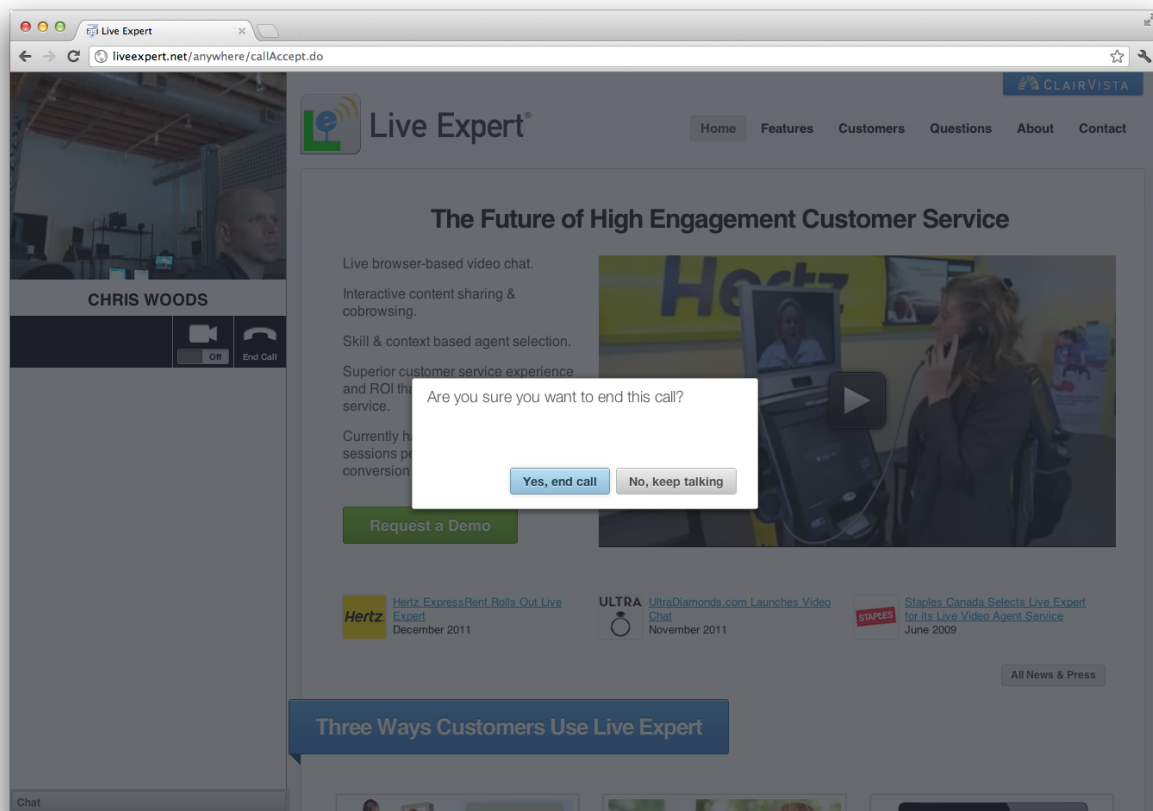 Live Expert
liveexpert.net/anywhere/callAccept.do
CLAIRVISTA
Le
Live Expert®
Home Features Customers Questions About Contact
CHRIS WOODS
Off
End Call
The Future of High Engagement Customer Service
Live browser-based video chat.
Interactive content sharing &
cobrowsing.
Skill & context based agent selection.
Superior customer service experience
and ROI
service.
Currently
sessions
conversion
Hertz
Are you sure you want to end this call?
Yes, end call No, keep talking
Request a Demo
Hertz
Hertz ExpressRent Rolls Out Live
Expert
December 2011
ULTRA
UltraDiamonds.com Launches Video
Chat
November 2011
STAPLES
Staples Canada Selects Live Expert
for its Live Video Agent Service
June 2009
All News & Press
Three Ways Customers Use Live Expert
Chat